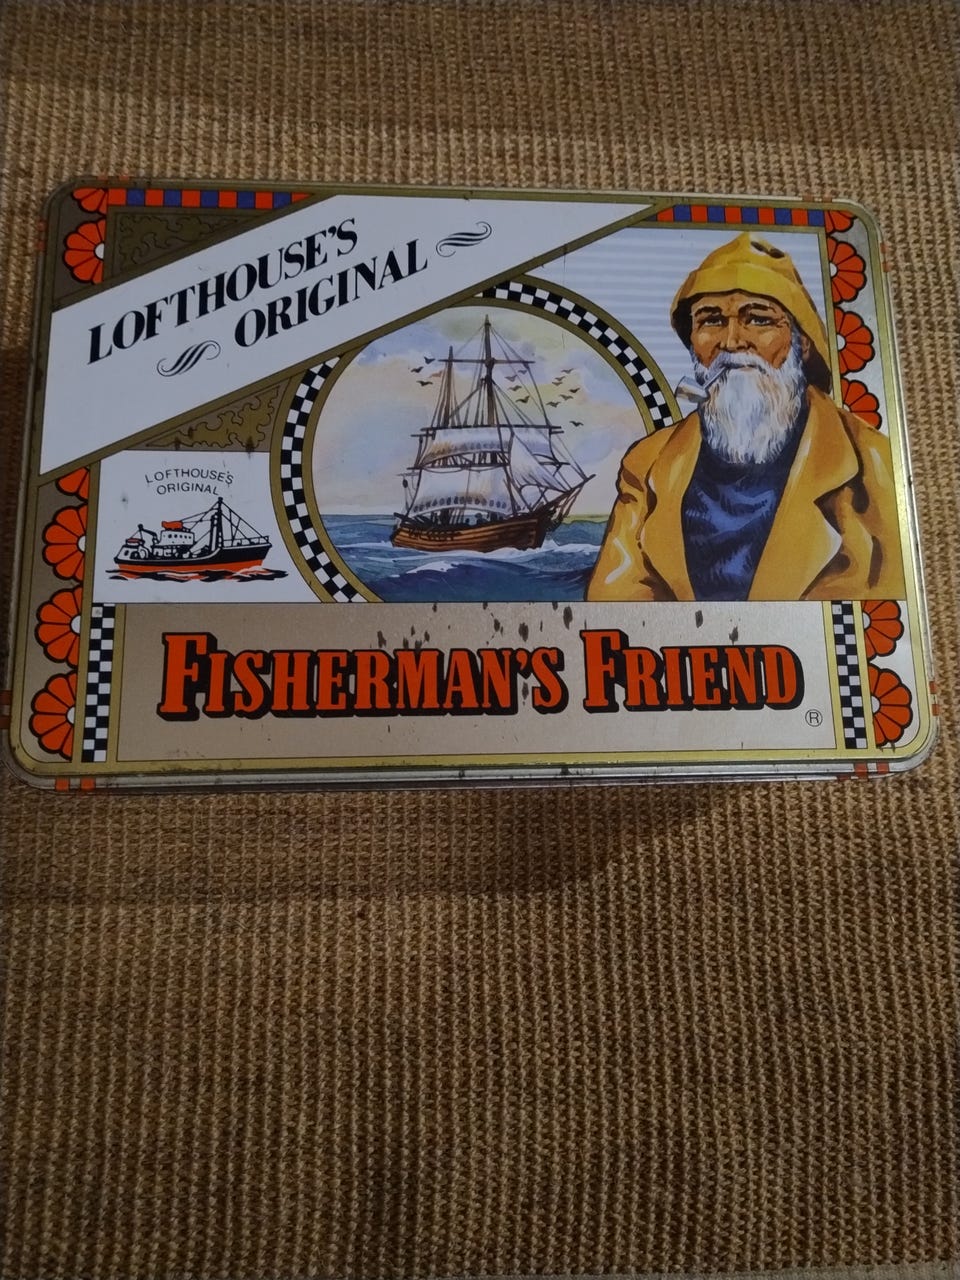 LOFTHOUSE'S
ORIGINAL
LOFTHOUSE'S
ORIGINAL
FISHERMAN'S FRIEND
®